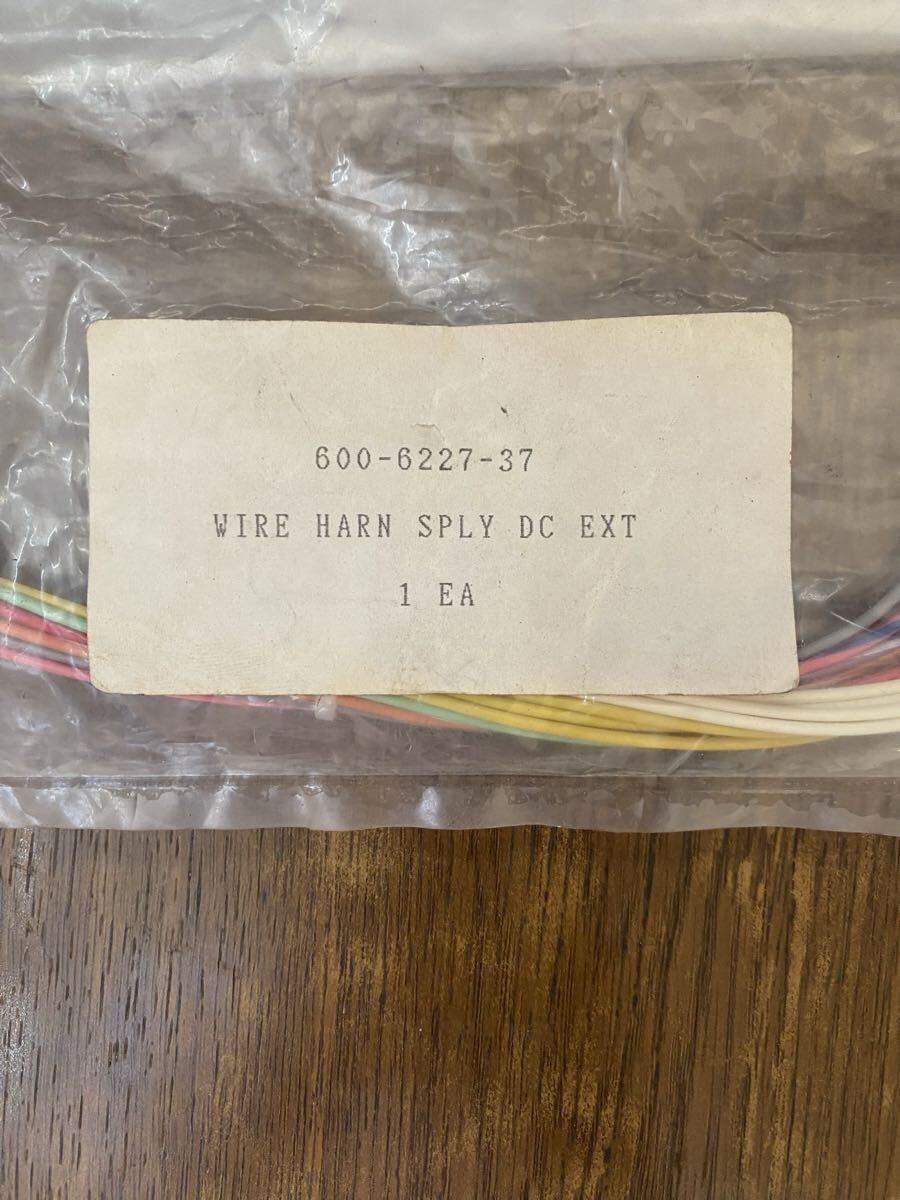 600-6227-37
WIRE HARN SPLY DC EXT
1 EA